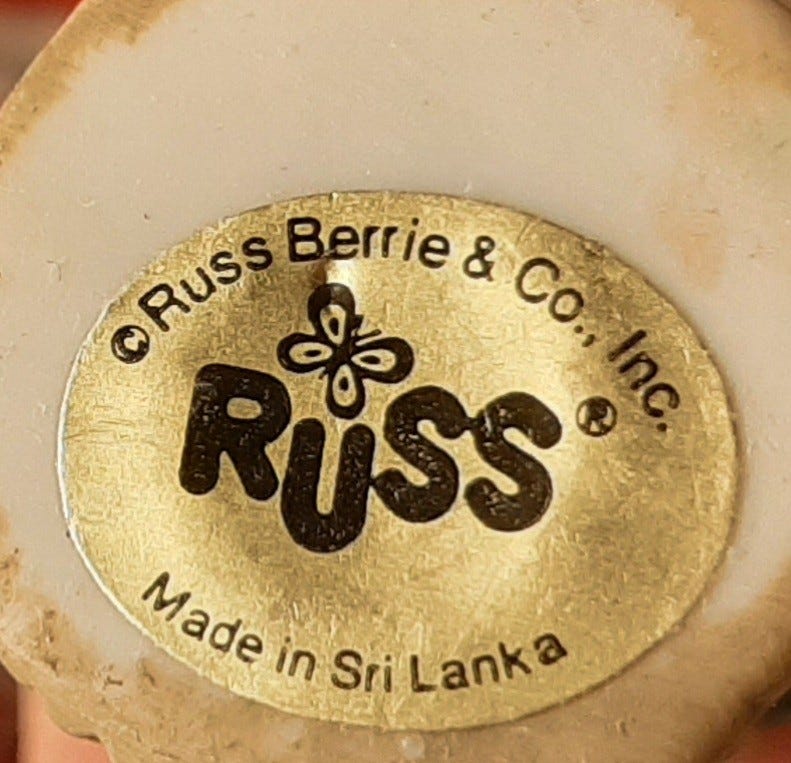 ©Russ Berrie & Co., Inc.
RUSS®
Made in Sri Lanka